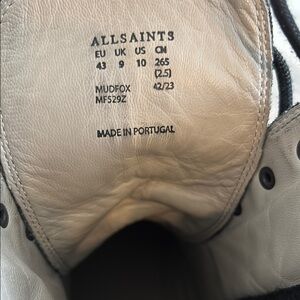 ALLSAINTS
EU UK US CM
43 9 10 265
(2.5)
MUDFOX 42/23
MF529Z
MADE IN PORTUGAL